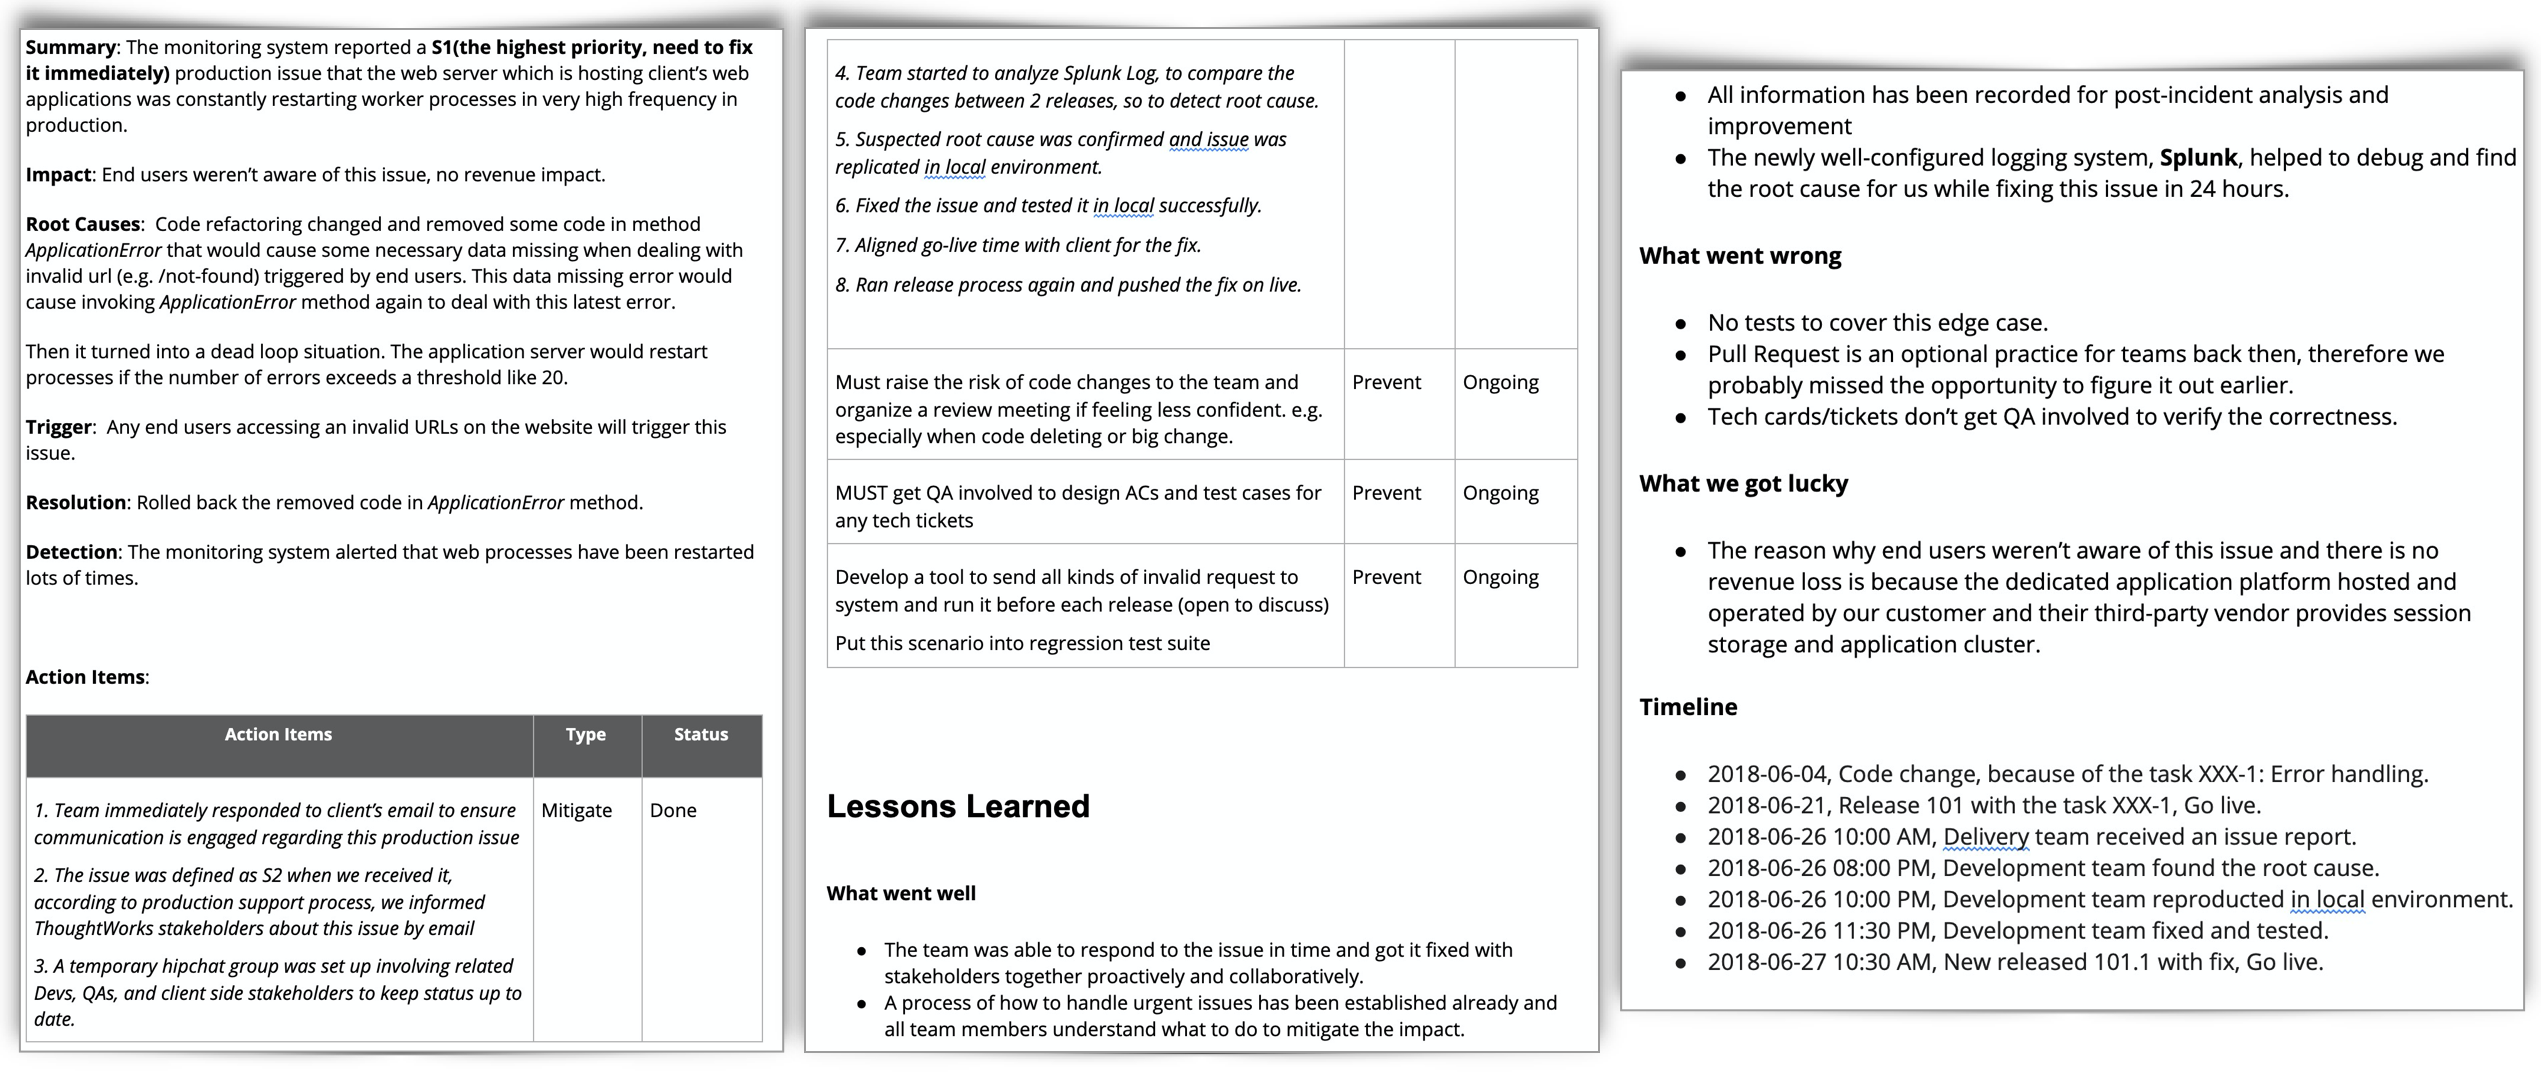 Summary: The monitoring system reported a S1(the highest priority, need to fix
it immediately) production issue that the web server which is hosting client's web
applications was constantly restarting worker processes in very high frequency in
production.
Impact: End users weren't aware of this issue, no revenue impact.
Root Causes:  Code refactoring changed and removed some code in method
ApplicationError that would cause some necessary data missing when dealing with
invalid url (e.g. /not-found) triggered by end users. This data missing error would
cause invoking ApplicationError method again to deal with this latest error.
Then it turned into a dead loop situation. The application server would restart
processes if the number of errors exceeds a threshold like 20.
Trigger:  Any end users accessing an invalid URLs on the website will trigger this
issue.
Resolution: Rolled back the removed code in ApplicationError method.
Detection: The monitoring system alerted that web processes have been restarted
lots of times.
Action Items:
Action Items Type Status
1. Team immediately responded to client's email to ensure Mitigate Done
communication is engaged regarding this production issue
2. The issue was defined as S2 when we received it,
according to production support process, we informed
ThoughtWorks stakeholders about this issue by email
3. A temporary hipchat group was set up involving related
Devs, QAs, and client side stakeholders to keep status up to
date.
4. Team started to analyze Splunk Log, to compare the
code changes between 2 releases, so to detect root cause.
5. Suspected root cause was confirmed and issue was
replicated in local environment.
6. Fixed the issue and tested it in local successfully.
7. Aligned go-live time with client for the fix.
8. Ran release process again and pushed the fix on live.
Must raise the risk of code changes to the team and Prevent Ongoing
organize a review meeting if feeling less confident. e.g.
especially when code deleting or big change.
MUST get QA involved to design ACs and test cases for Prevent Ongoing
any tech tickets
Develop a tool to send all kinds of invalid request to Prevent Ongoing
system and run it before each release (open to discuss)
Put this scenario into regression test suite
Lessons Learned
What went well
● The team was able to respond to the issue in time and got it fixed with
stakeholders together proactively and collaboratively.
● A process of how to handle urgent issues has been established already and
all team members understand what to do to mitigate the impact.
● All information has been recorded for post-incident analysis and
improvement
● The newly well-configured logging system, Splunk, helped to debug and find
the root cause for us while fixing this issue in 24 hours.
What went wrong
● No tests to cover this edge case.
● Pull Request is an optional practice for teams back then, therefore we
probably missed the opportunity to figure it out earlier.
● Tech cards/tickets don't get QA involved to verify the correctness.
What we got lucky
● The reason why end users weren't aware of this issue and there is no
revenue loss is because the dedicated application platform hosted and
operated by our customer and their third-party vendor provides session
storage and application cluster.
Timeline
● 2018-06-04, Code change, because of the task XXX-1: Error handling.
● 2018-06-21, Release 101 with the task XXX-1, Go live.
● 2018-06-26 10:00 AM, Delivery team received an issue report.
● 2018-06-26 08:00 PM, Development team found the root cause.
● 2018-06-26 10:00 PM, Development team reproducted in local environment.
● 2018-06-26 11:30 PM, Development team fixed and tested.
● 2018-06-27 10:30 AM, New released 101.1 with fix, Go live.